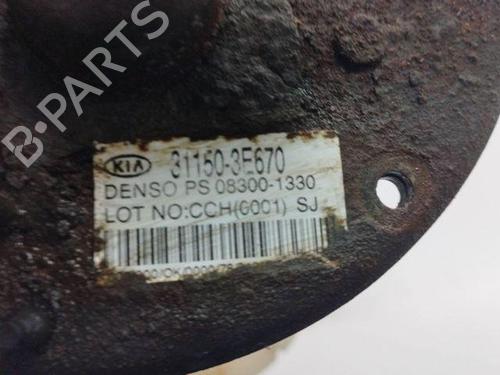 B-PARTS
KIA 31150-3E670
DENSO PS 08300-1330
LOT NO:CCH(0001) SJ